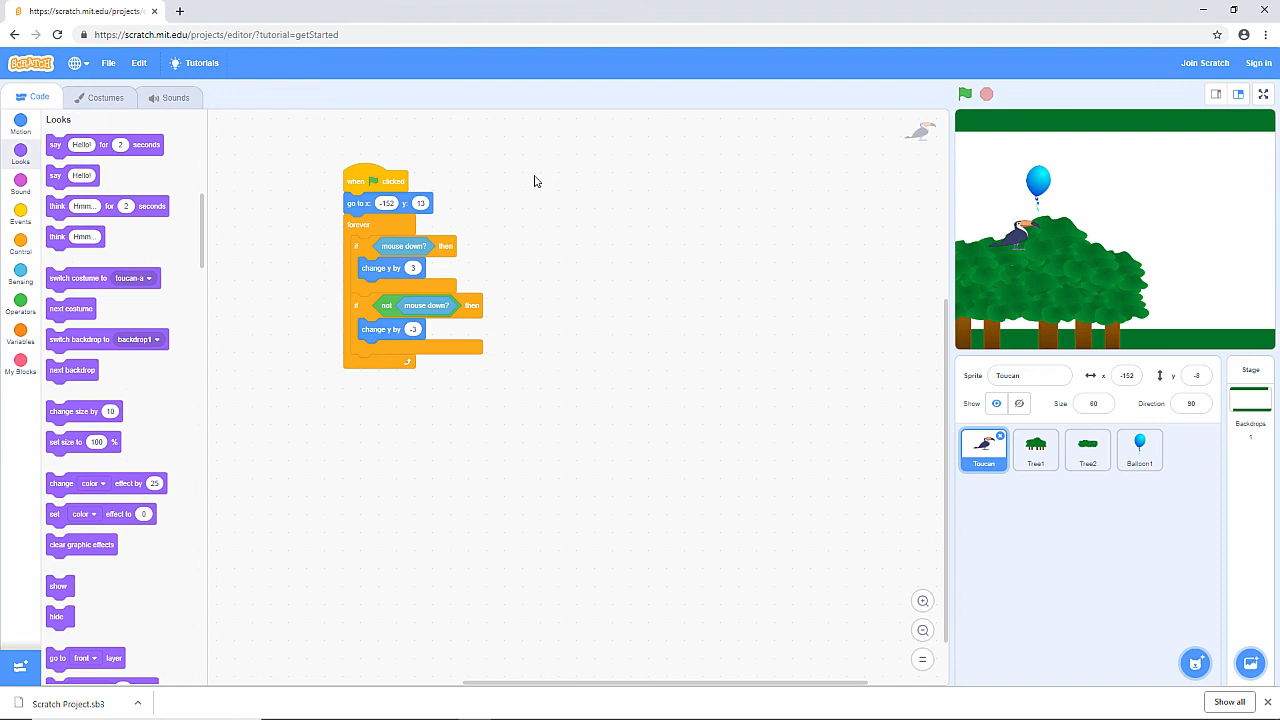 https://scratch.mit.edu/projects/
https://scratch.mit.edu/projects/editor/?tutorial=getStarted
SCRATCH
File
Edit
Tutorials
Join Scratch
Sign in
Code
Costumes
Sounds
Motion
Looks
Sound
Events
Control
Sensing
Operators
Variables
My Blocks
Looks
say Hello! for 2 seconds
say Hello!
think Hmm... for 2 seconds
think Hmm...
switch costume to toucan-a
next costume
switch backdrop to backdrop1
next backdrop
change size by 10
set size to 100 %
change color effect by 25
set color effect to 0
clear graphic effects
show
hide
go to front layer
when clicked
go to x: -152 y: 13
forever
if mouse down? then
change y by 3
if not mouse down? then
change y by -3
Sprite Toucan x -152 y -8
Show Size 60 Direction 90
Toucan
Tree1
Tree2
Balloon1
Stage
Backdrops
1
Scratch Project.sb3
Show all